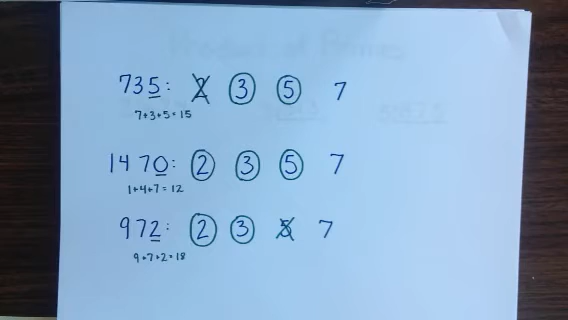 735: 2 3 5 7
7+3+5=15
1470: 2 3 5 7
1+4+7=12
972: 2 3 5 7
9+7+2=18